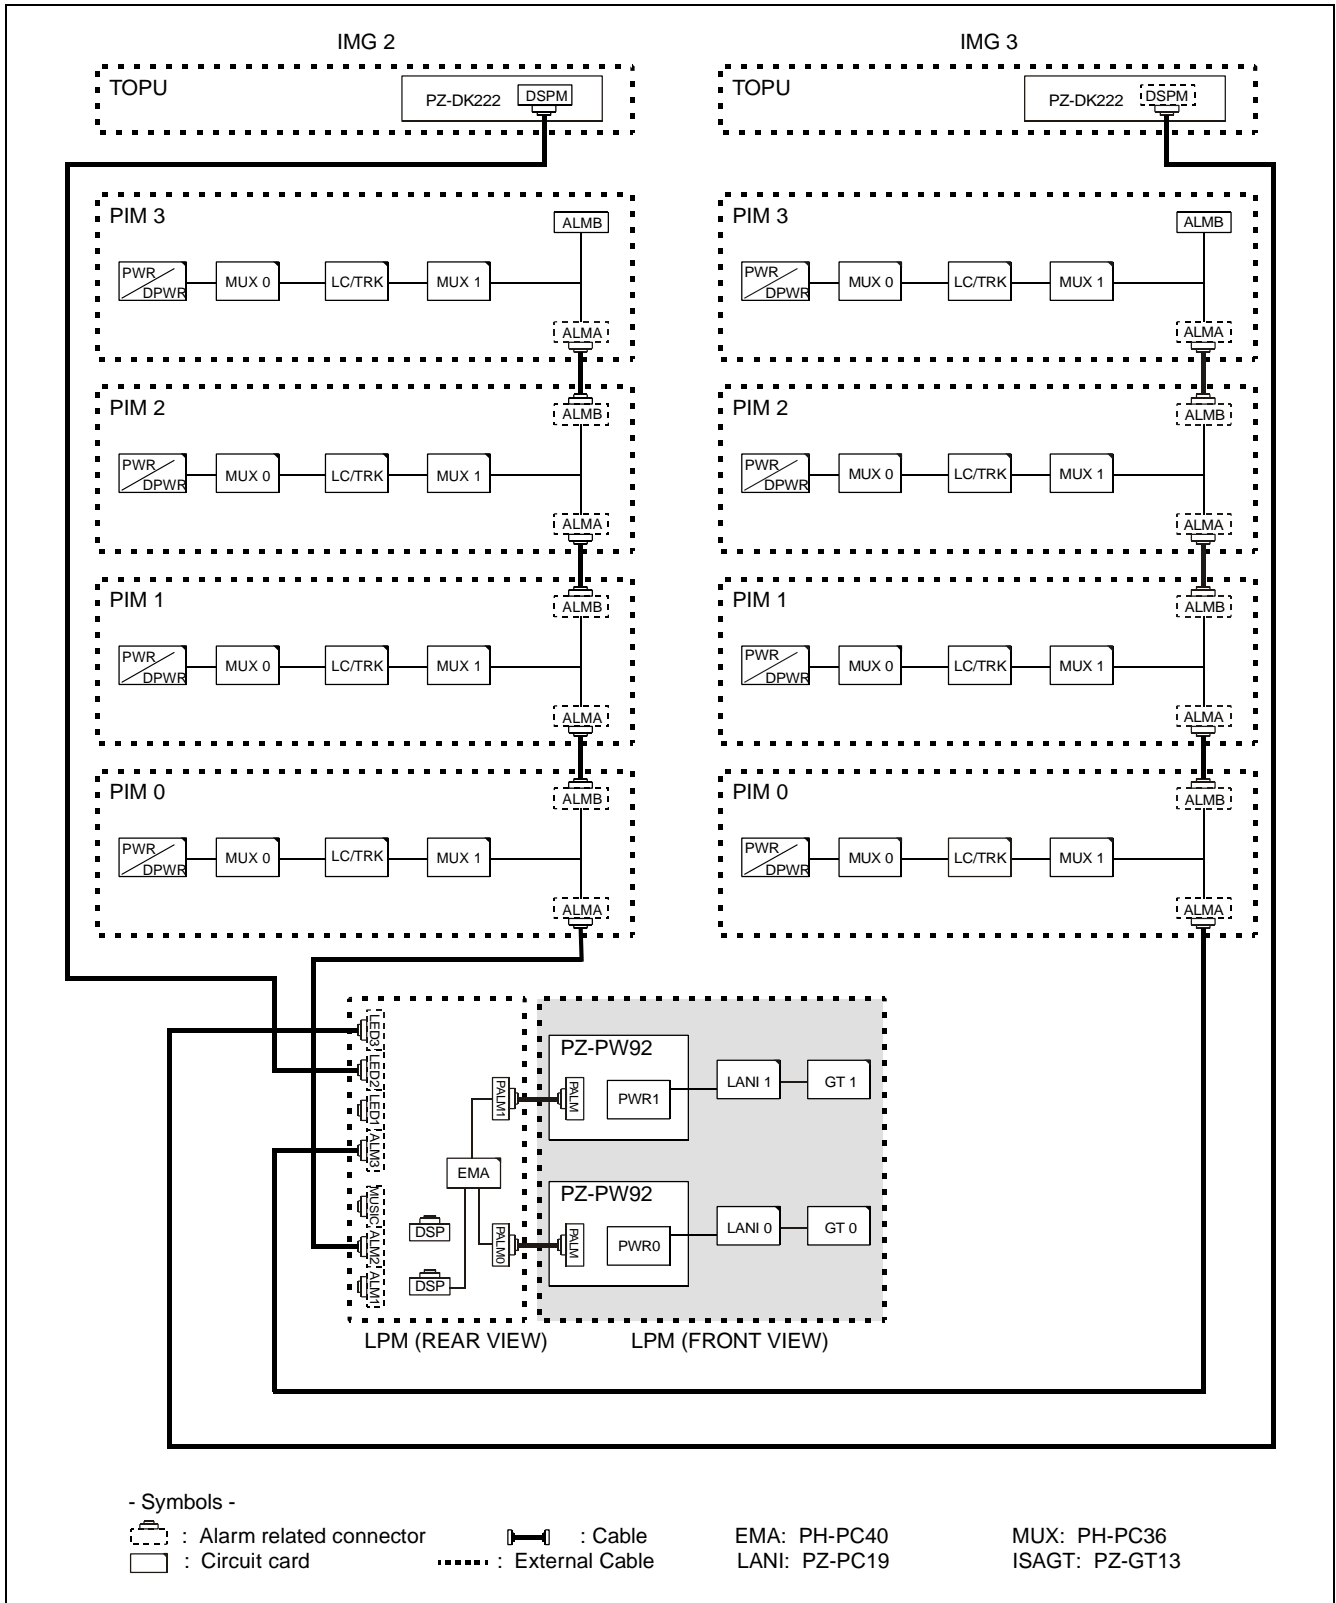 IMG 2
IMG 3
TOPU
PZ-DK222
DSPM
TOPU
PZ-DK222
DSPM
PIM 3
ALMB
PWR
DPWR
MUX 0
LC/TRK
MUX 1
ALMA
PIM 3
ALMB
PWR
DPWR
MUX 0
LC/TRK
MUX 1
ALMA
PIM 2
ALMB
PWR
DPWR
MUX 0
LC/TRK
MUX 1
ALMA
PIM 2
ALMB
PWR
DPWR
MUX 0
LC/TRK
MUX 1
ALMA
PIM 1
ALMB
PWR
DPWR
MUX 0
LC/TRK
MUX 1
ALMA
PIM 1
ALMB
PWR
DPWR
MUX 0
LC/TRK
MUX 1
ALMA
PIM 0
ALMB
PWR
DPWR
MUX 0
LC/TRK
MUX 1
ALMA
PIM 0
ALMB
PWR
DPWR
MUX 0
LC/TRK
MUX 1
ALMA
LED3
LED2
LED1
ALM3
MUSIC
ALM2
ALM1
DSP
DSP
EMA
PALM1
PALM0
PZ-PW92
PALM
PWR1
LANI 1
GT 1
PZ-PW92
PALM
PWR0
LANI 0
GT 0
LPM (REAR VIEW)
LPM (FRONT VIEW)
- Symbols -
: Alarm related connector
: Cable
EMA: PH-PC40
MUX: PH-PC36
: Circuit card
: External Cable
LANI: PZ-PC19
ISAGT: PZ-GT13